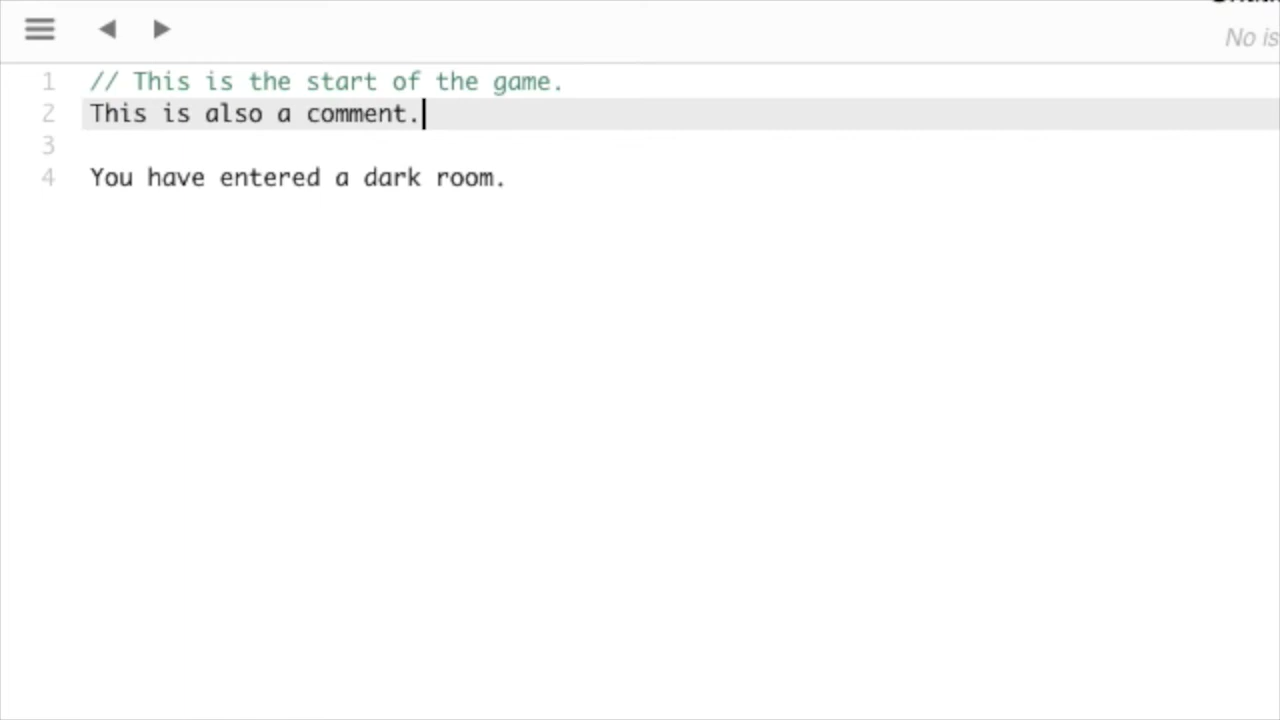 No is
1 // This is the start of the game.
2 This is also a comment.
3
4 You have entered a dark room.